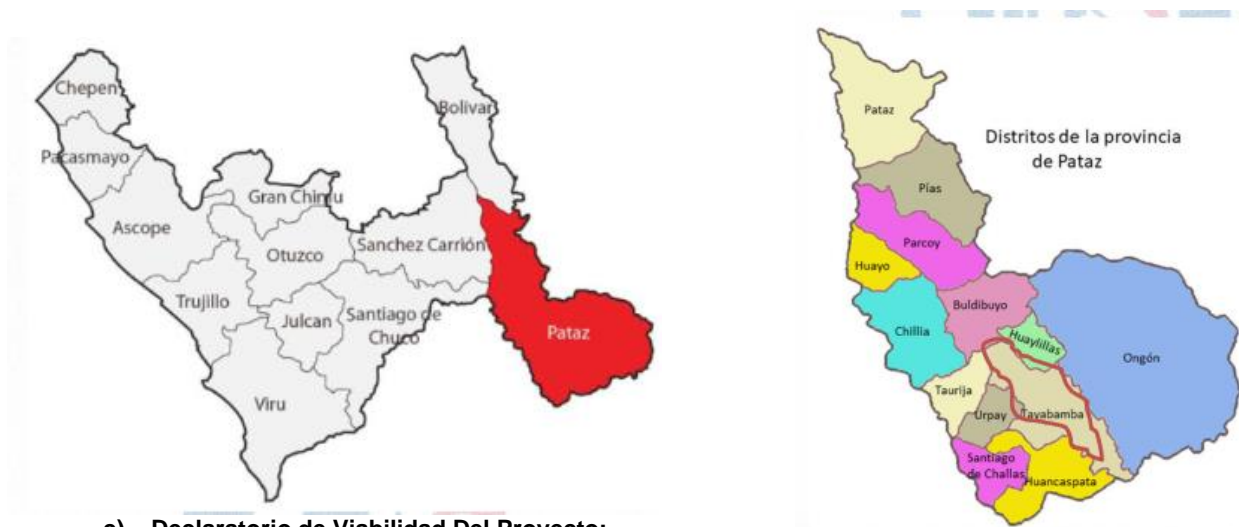 Chepen
Bolívar
Pacasmayo
Gran Chimu
Ascope
Otuzco
Sanchez Carrión
Trujillo
Julcan
Santiago de
Chuco
Pataz
Viru
Pataz
Distritos de la provincia
de Pataz
Pías
Parcoy
Huayo
Buldibuyo
Chillia
Huaylillas
Ongón
Taurija
Tayabamba
Urpay
Santiago
de Challas
Huancaspata
a) Declaratorio de Viabilidad Del Proyecto: